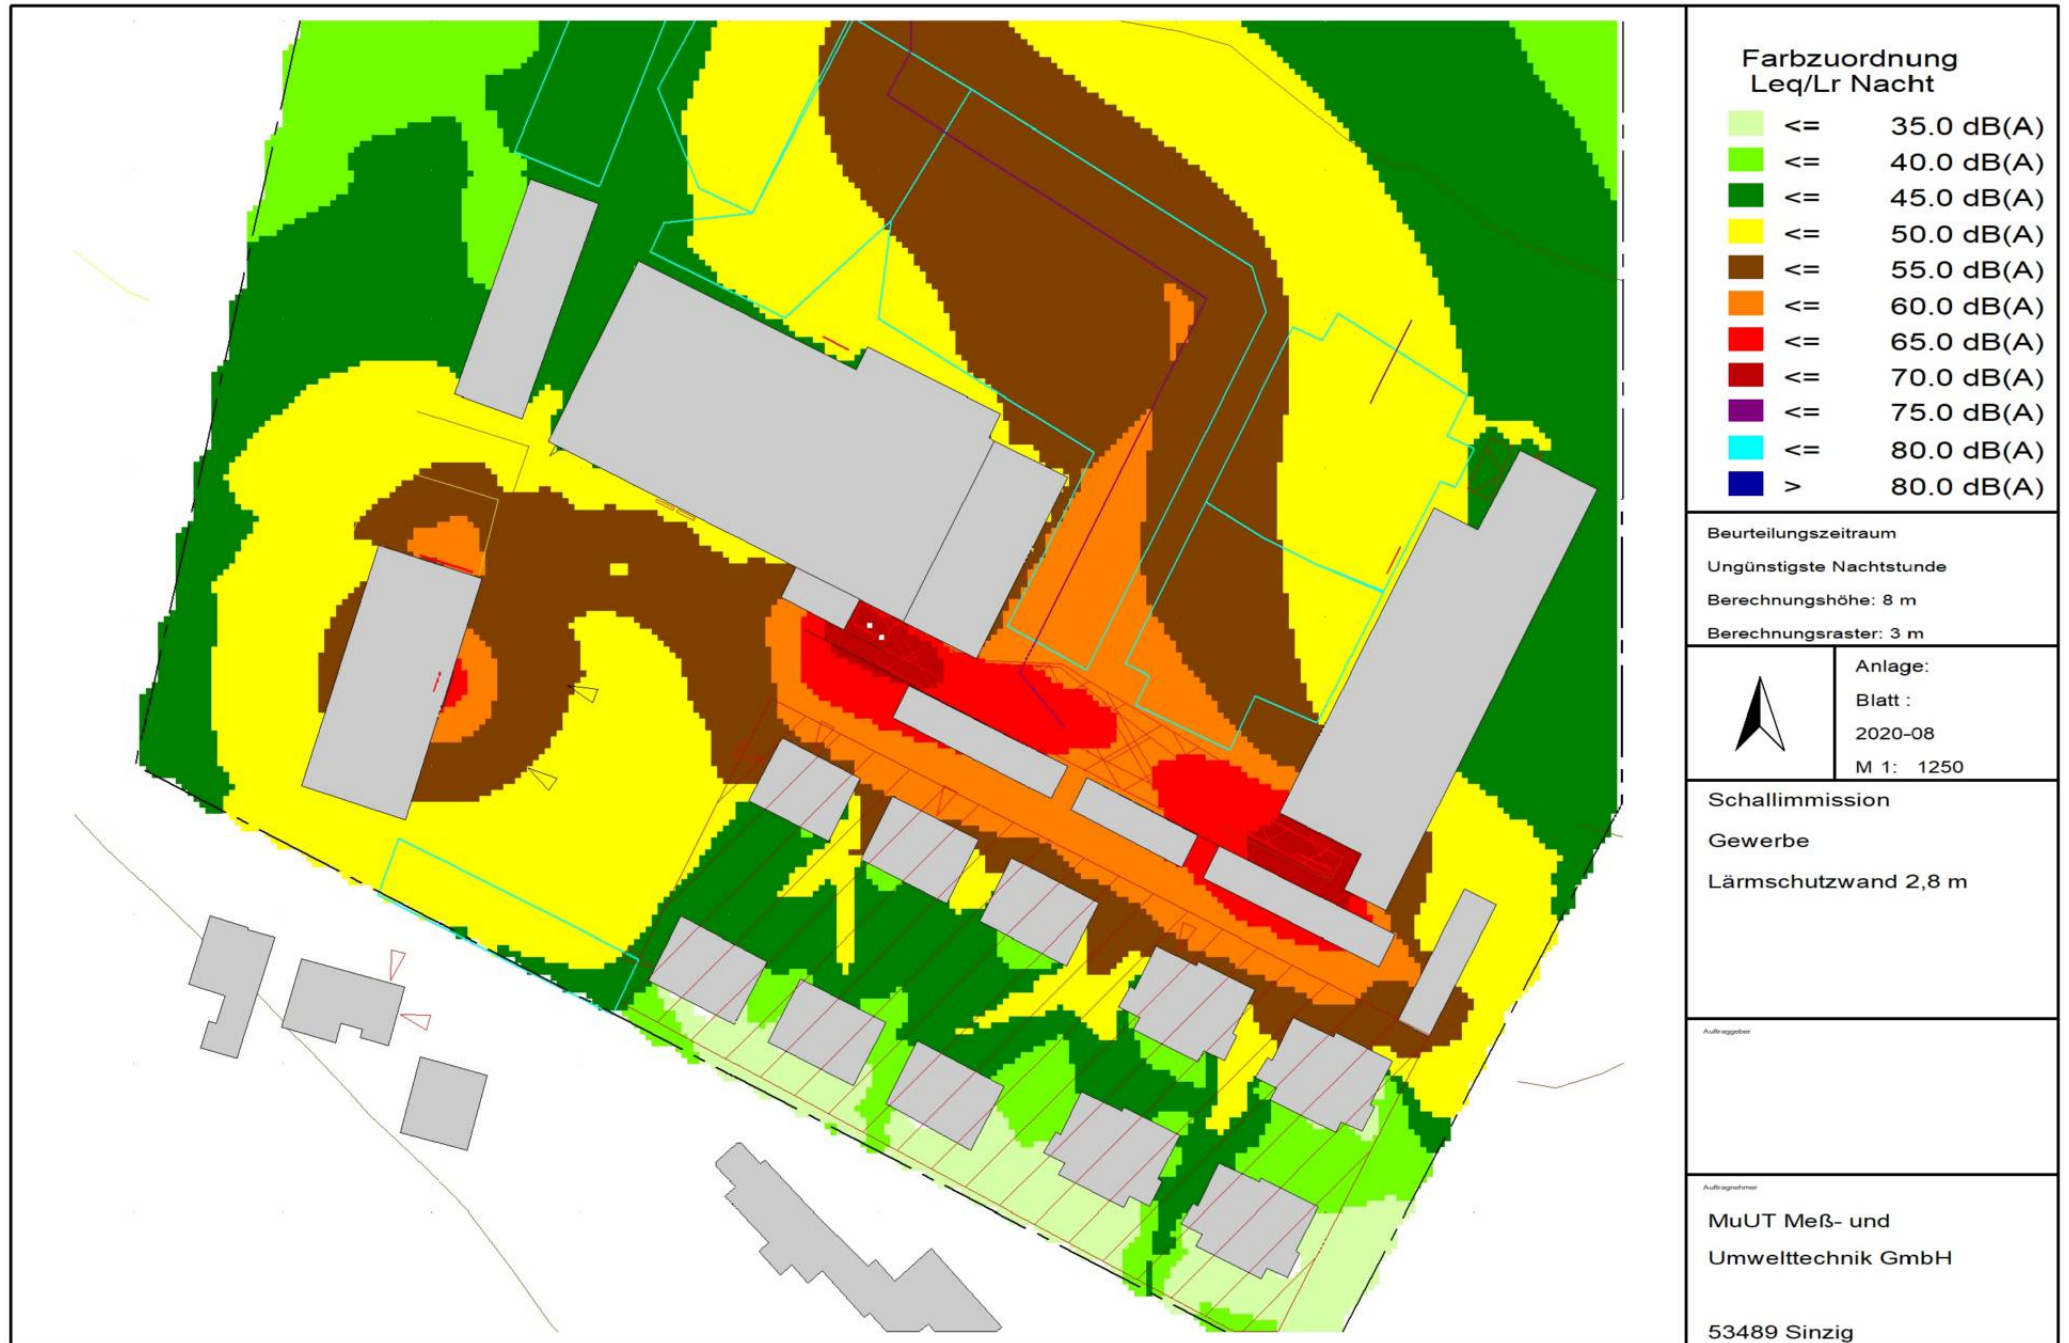 Farbzuordnung
Leq/Lr Nacht
<= 35.0 dB(A)
<= 40.0 dB(A)
<= 45.0 dB(A)
<= 50.0 dB(A)
<= 55.0 dB(A)
<= 60.0 dB(A)
<= 65.0 dB(A)
<= 70.0 dB(A)
<= 75.0 dB(A)
<= 80.0 dB(A)
> 80.0 dB(A)
Beurteilungszeitraum
Ungünstigste Nachtstunde
Berechnungshöhe: 8 m
Berechnungsraster: 3 m
Anlage:
Blatt :
2020-08
M 1: 1250
Schallimmission
Gewerbe
Lärmschutzwand 2,8 m
Auftraggeber
Auftragnehmer
MuUT Meß- und
Umwelttechnik GmbH
53489 Sinzig